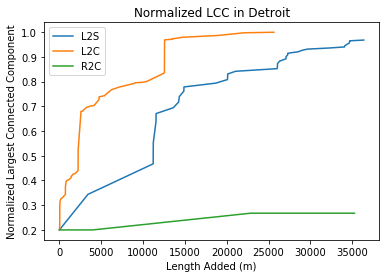 Normalized LCC in Detroit
L2S
L2C
R2C
Normalized Largest Connected Component
1.0
0.9
0.8
0.7
0.6
0.5
0.4
0.3
0.2
0 5000 10000 15000 20000 25000 30000 35000
Length Added (m)